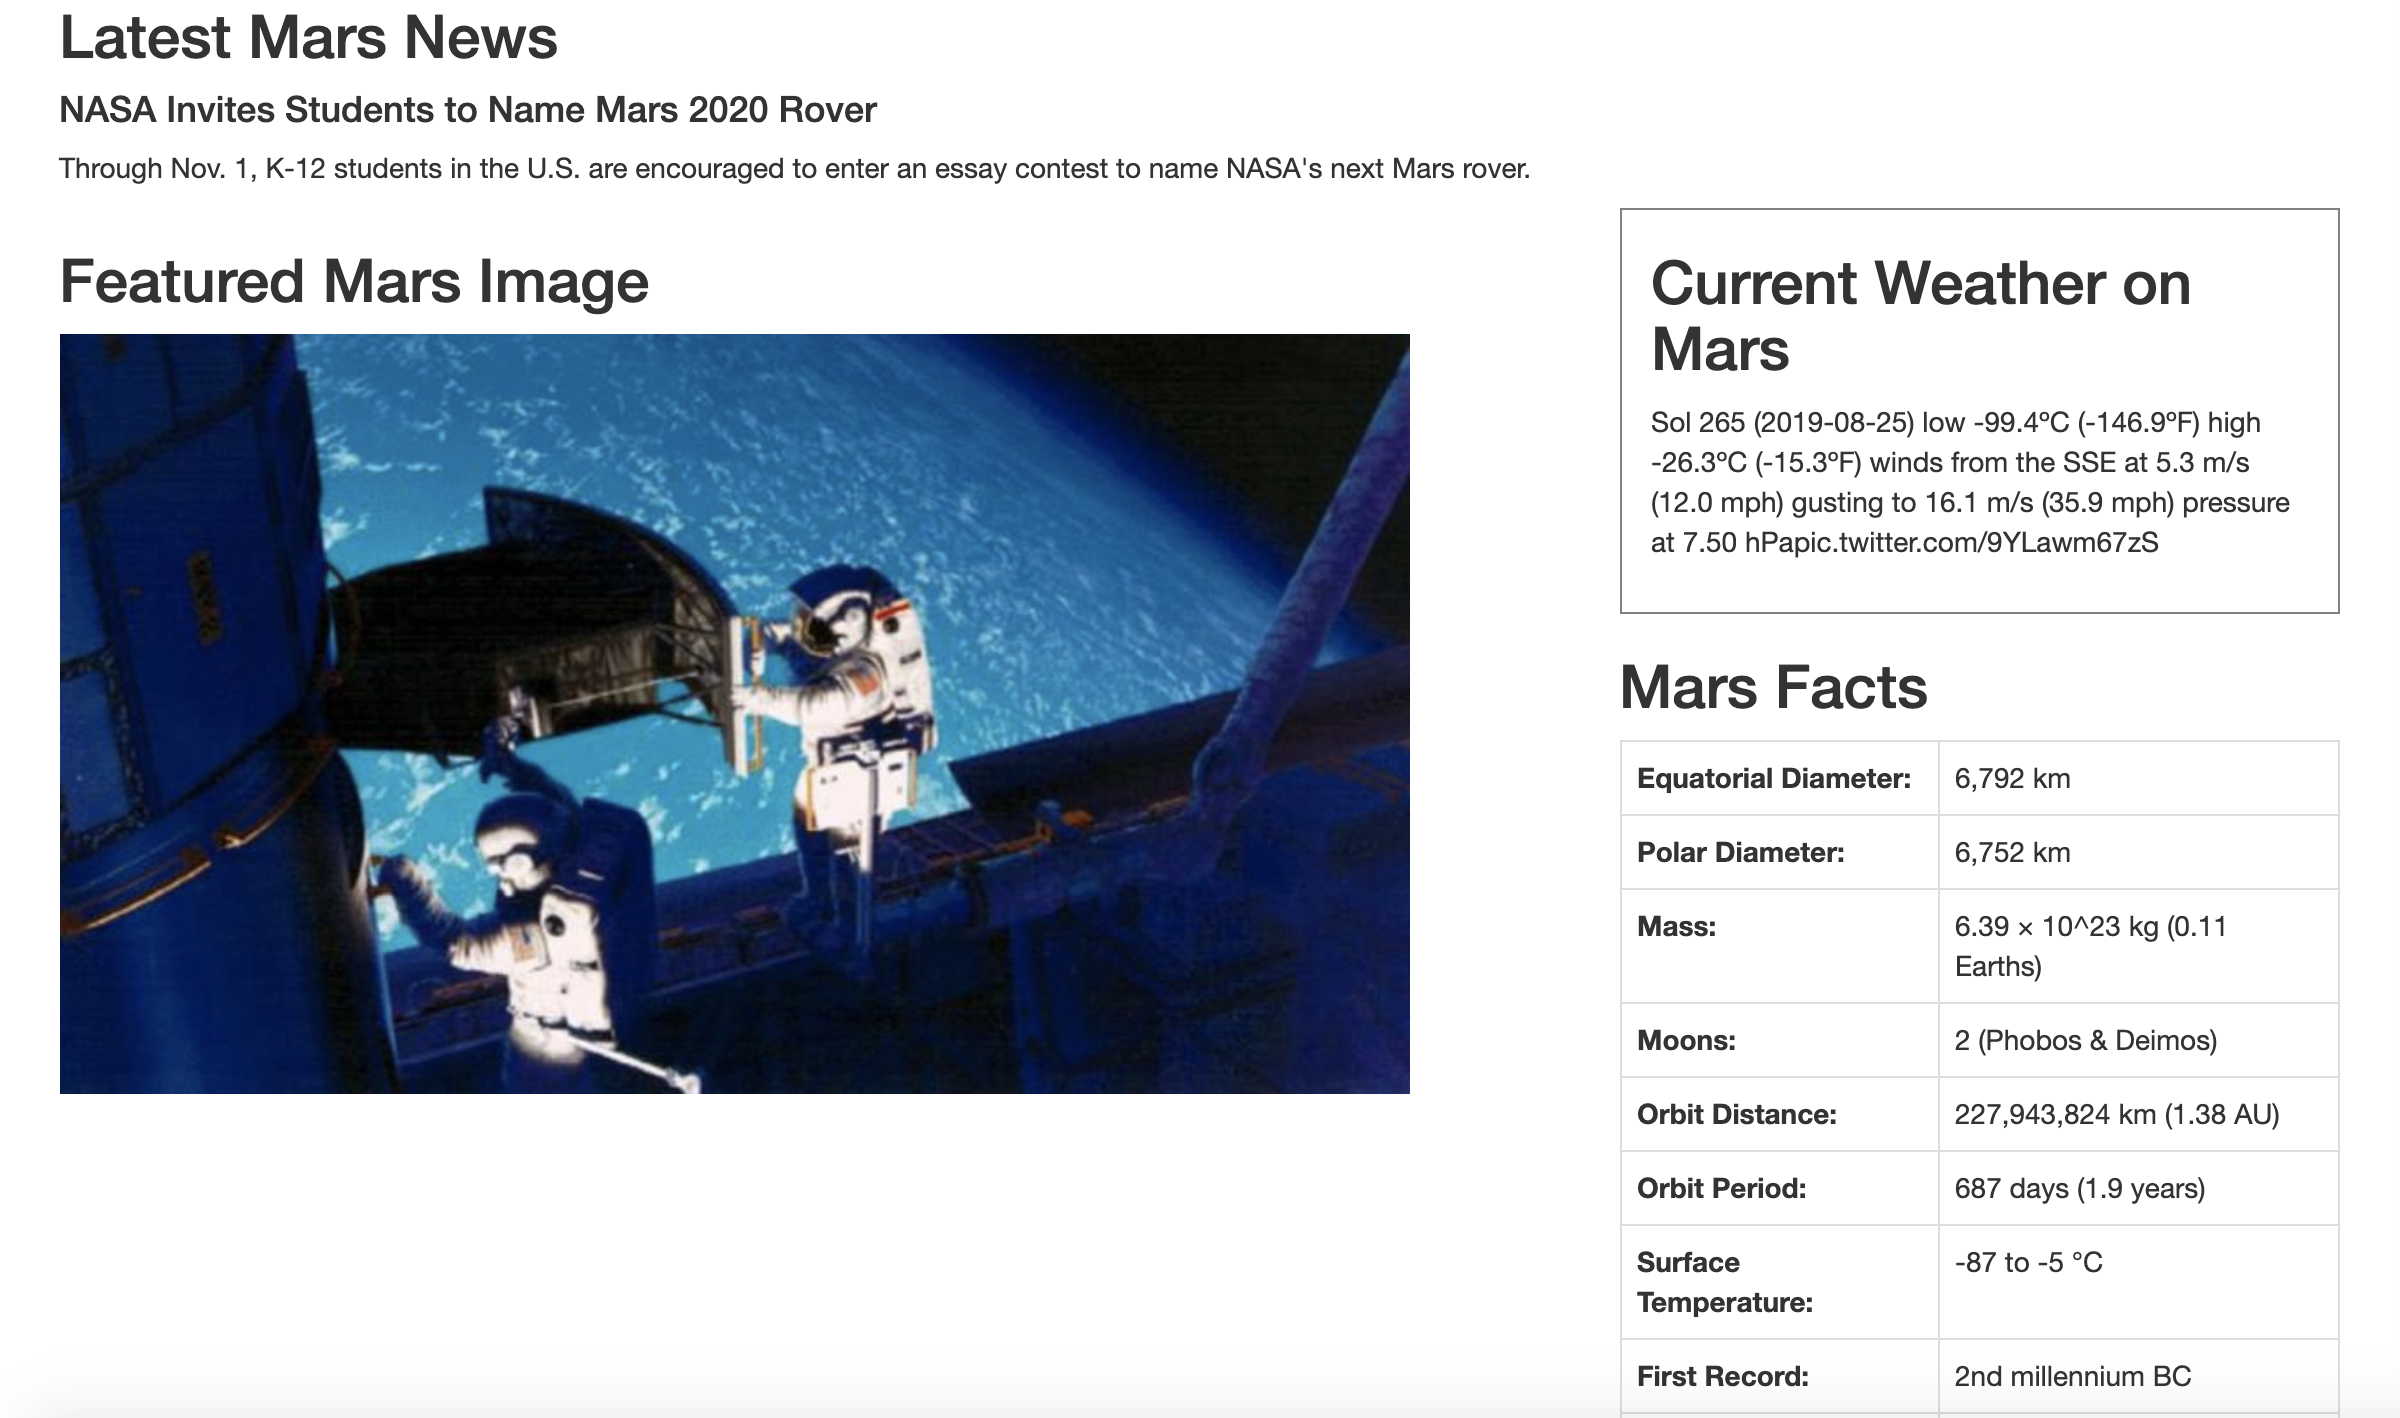 Latest Mars News
NASA Invites Students to Name Mars 2020 Rover
Through Nov. 1, K-12 students in the U.S. are encouraged to enter an essay contest to name NASA's next Mars rover.
Featured Mars Image
Current Weather on
Mars
Sol 265 (2019-08-25) low -99.4ºC (-146.9ºF) high
-26.3ºC (-15.3ºF) winds from the SSE at 5.3 m/s
(12.0 mph) gusting to 16.1 m/s (35.9 mph) pressure
at 7.50 hPapic.twitter.com/9YLawm67zS
Mars Facts
Equatorial Diameter: 6,792 km
Polar Diameter: 6,752 km
Mass: 6.39 × 10^23 kg (0.11
Earths)
Moons: 2 (Phobos & Deimos)
Orbit Distance: 227,943,824 km (1.38 AU)
Orbit Period: 687 days (1.9 years)
Surface
Temperature: -87 to -5 °C
First Record: 2nd millennium BC